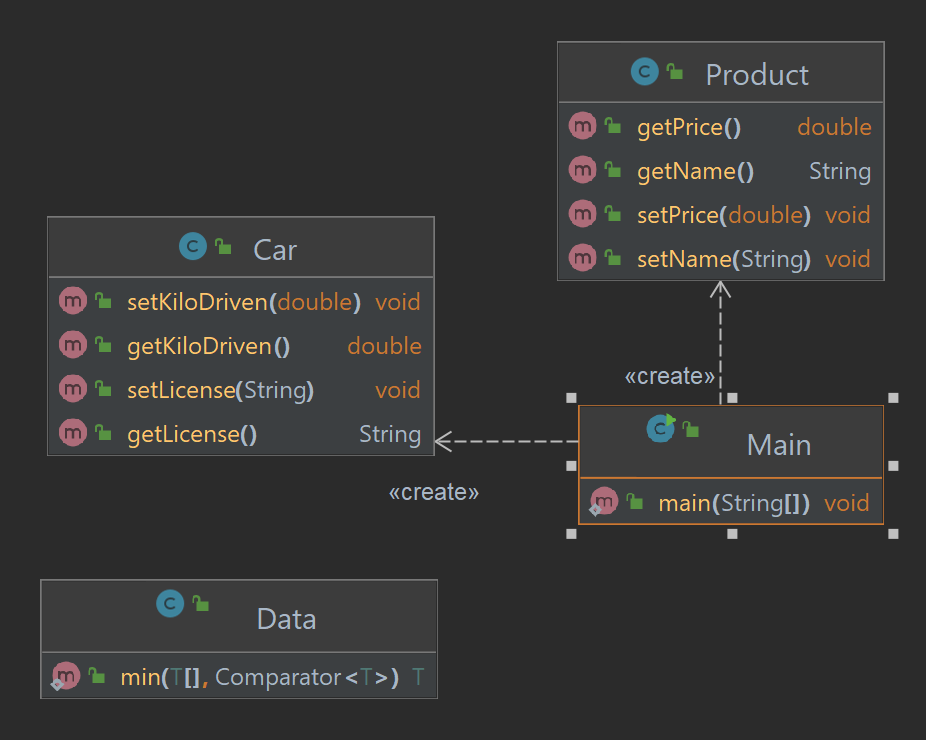 Product
getPrice() double
getName() String
setPrice(double) void
setName(String) void
Car
setKiloDriven(double) void
getKiloDriven() double
setLicense(String) void
getLicense() String
«create»
«create»
Main
main(String[]) void
Data
min(T[], Comparator<T>) T